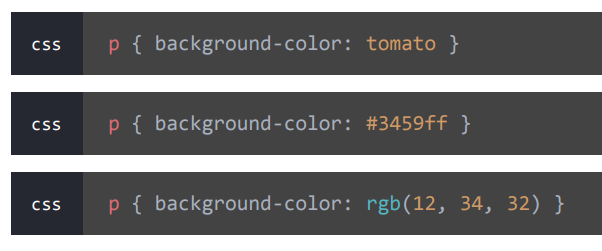 css p { background-color: tomato }
css p { background-color: #3459ff }
css p { background-color: rgb(12, 34, 32) }